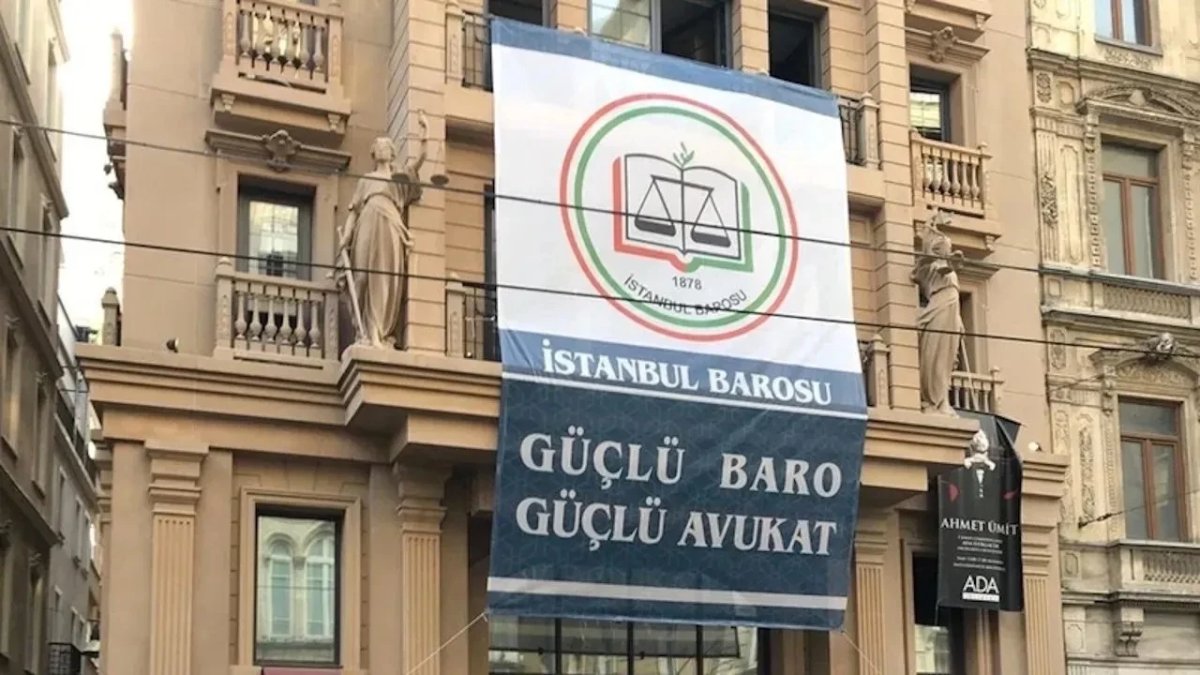 1878
İSTANBUL BAROSU
İSTANBUL BAROSU
GÜÇLÜ BARO
GÜÇLÜ AVUKAT
AHMET ÜMİT
ADA